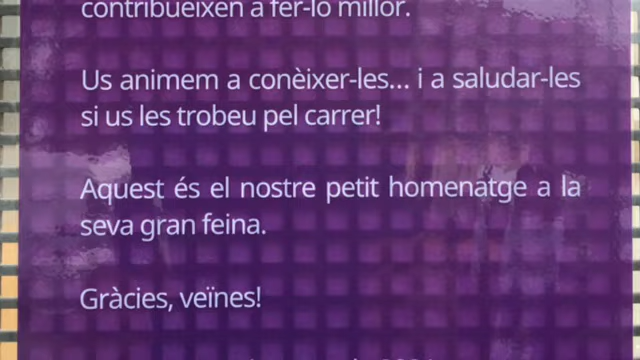 contribueixen a fer-lo millor.
Us animem a conèixer-les... i a saludar-les
si us les trobeu pel carrer!
Aquest és el nostre petit homenatge a la
seva gran feina.
Gràcies, veïnes!